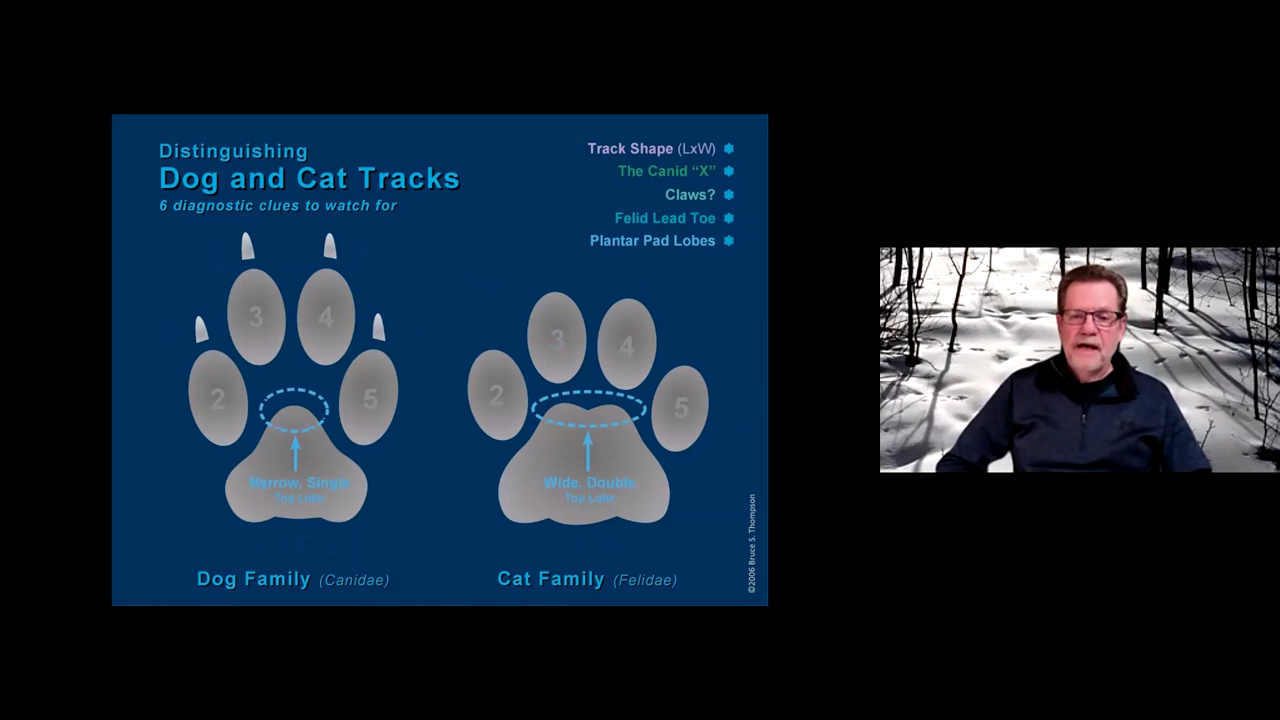 Distinguishing
Dog and Cat Tracks
6 diagnostic clues to watch for
Track Shape (LxW)
The Canid “X”
Claws?
Felid Lead Toe
Plantar Pad Lobes
3 4
2 5
Narrow, Single
Top Lobe
3 4
2 5
Wide, Double
Top Lobe
Dog Family (Canidae)
Cat Family (Felidae)
©2006 Bruce S. Thompson